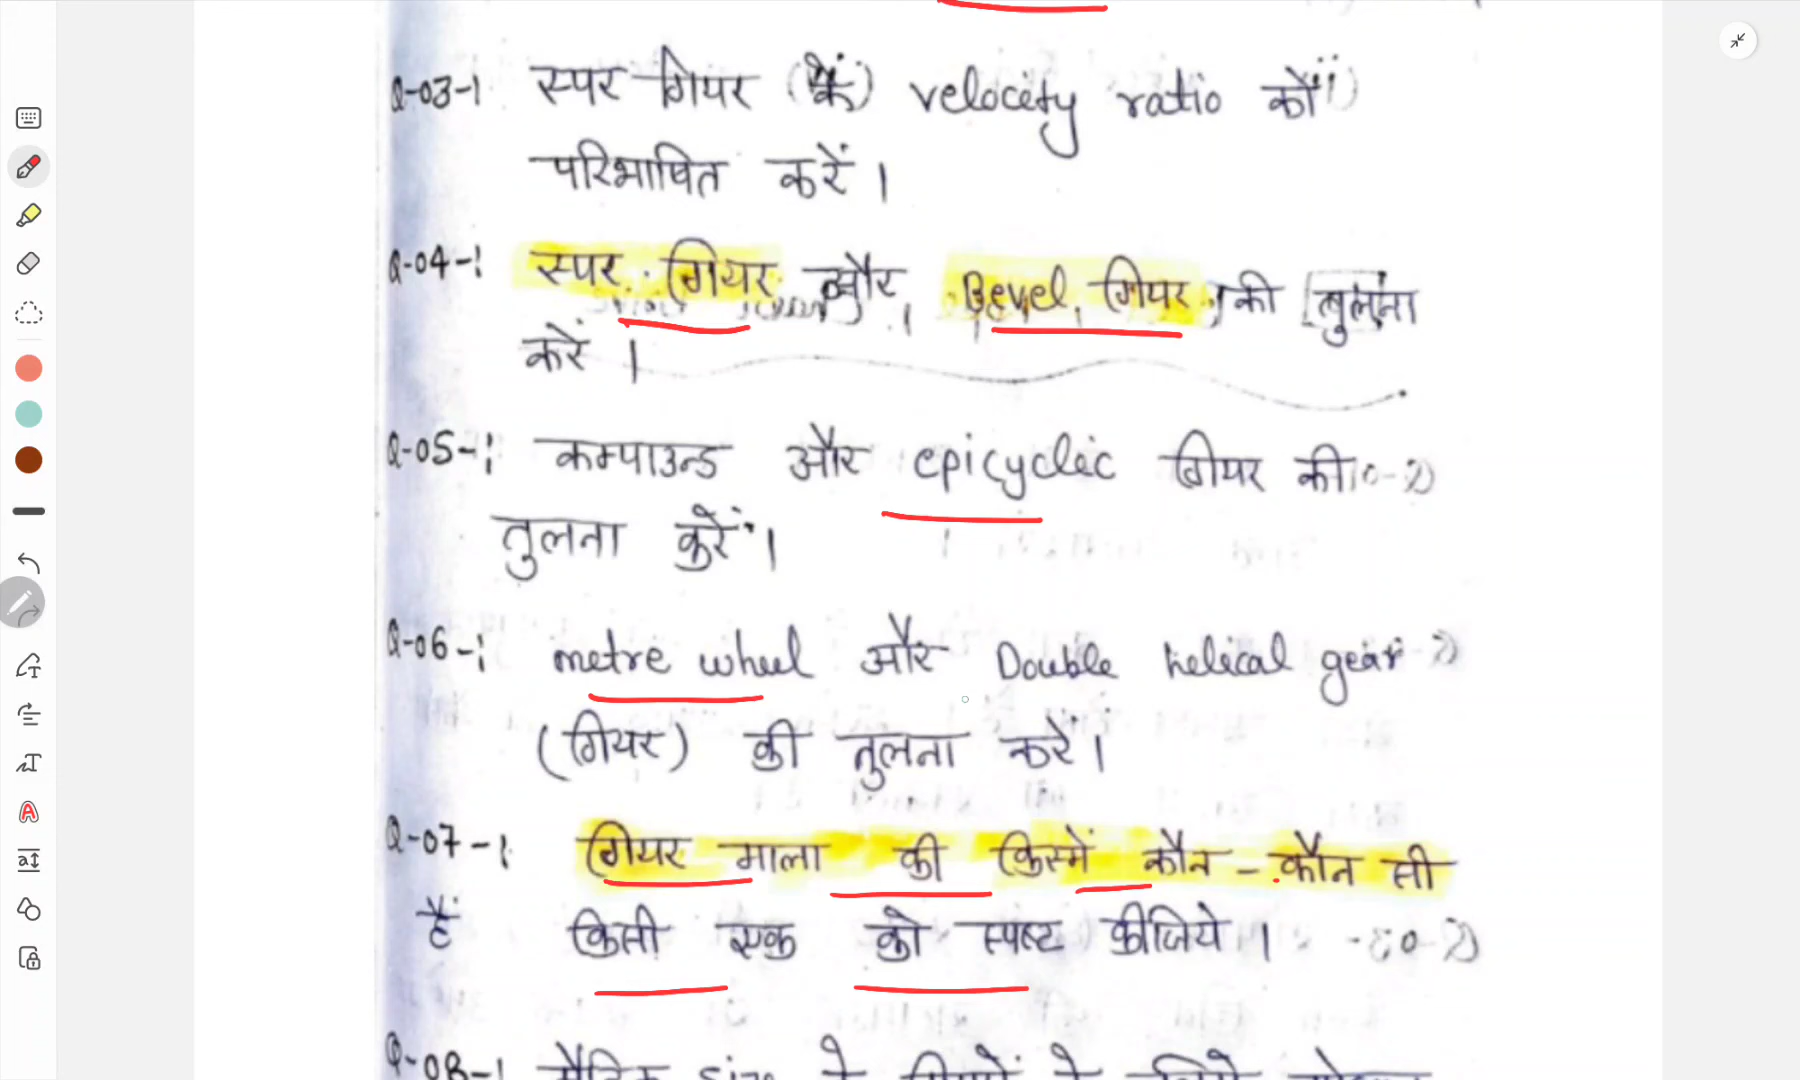 Q-03-। स्पर गियर (के) velocity ratio को
परिभाषित करें ।
Q-04-: स्पर गियर और Bevel गियर की तुलना
करें ।
Q-05-: कम्पाउन्ड और epicyclic गियर की
तुलना करें ।
Q-06-: metre wheel और Double helical gear
(गियर) की तुलना करें ।
Q-07-: गियर माला की किस्में कौन - कौन सी
हैं किसी एक को स्पष्ट कीजिये ।
Q-08-।